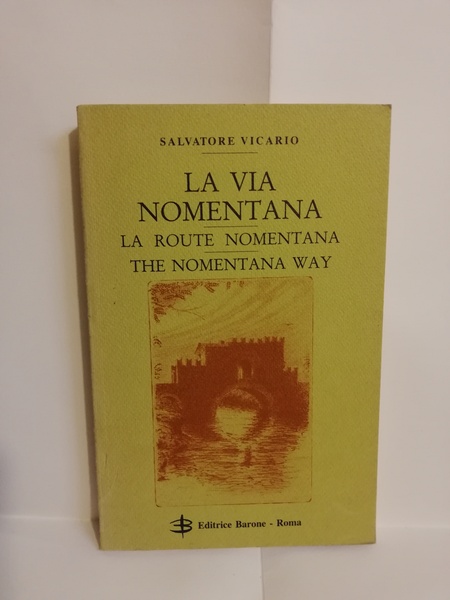 SALVATORE VICARIO
LA VIA
NOMENTANA
LA ROUTE NOMENTANA
THE NOMENTANA WAY
Editrice Barone - Roma